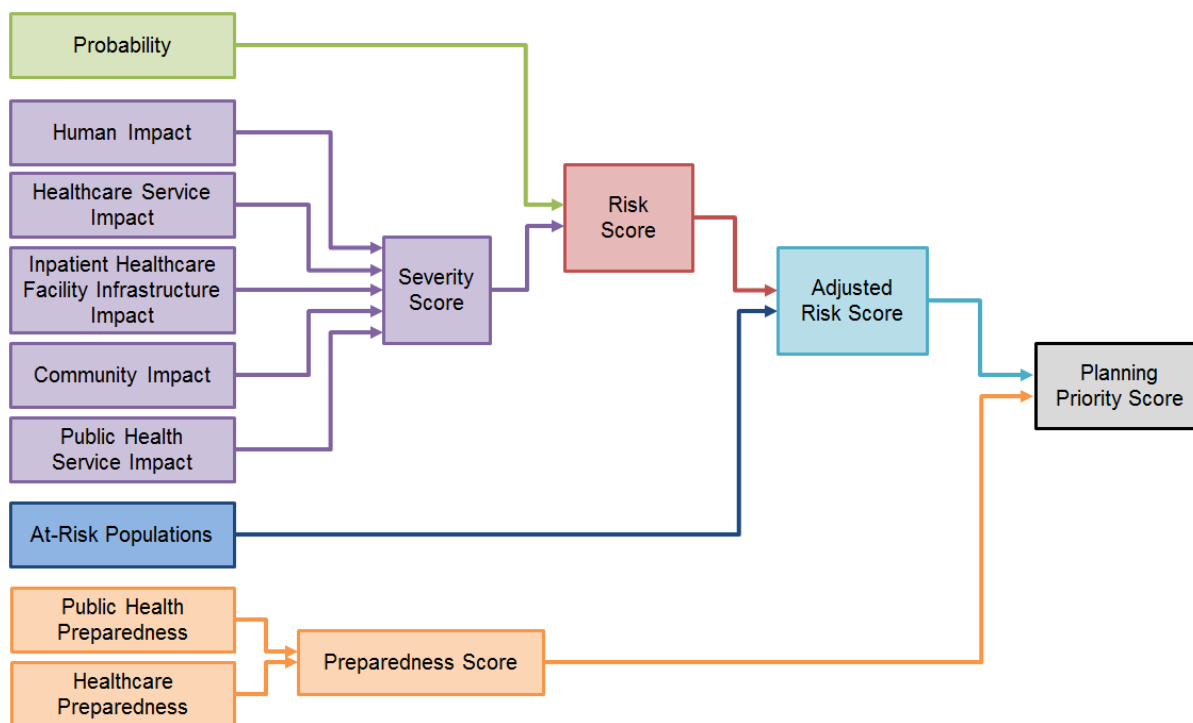 Probability
Human Impact
Healthcare Service
Impact
Inpatient Healthcare
Facility Infrastructure
Impact
Community Impact
Public Health
Service Impact
At-Risk Populations
Public Health
Preparedness
Healthcare
Preparedness
Severity
Score
Preparedness Score
Risk
Score
Adjusted
Risk Score
Planning
Priority Score